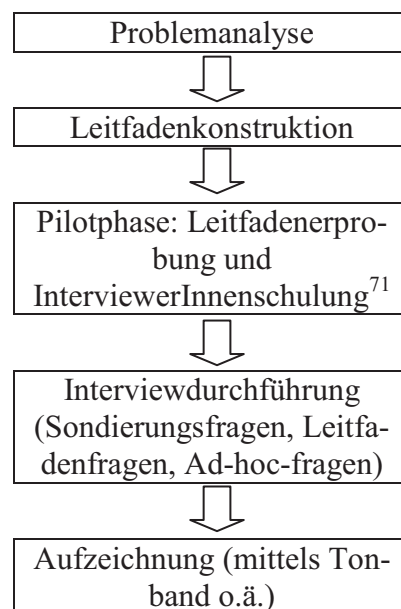 Problemanalyse
Leitfadenkonstruktion
Pilotphase: Leitfadenerpro-
bung und
InterviewerInnenschulung⁷¹
Interviewdurchführung
(Sondierungsfragen, Leitfa-
denfragen, Ad-hoc-fragen)
Aufzeichnung (mittels Ton-
band o.ä.)